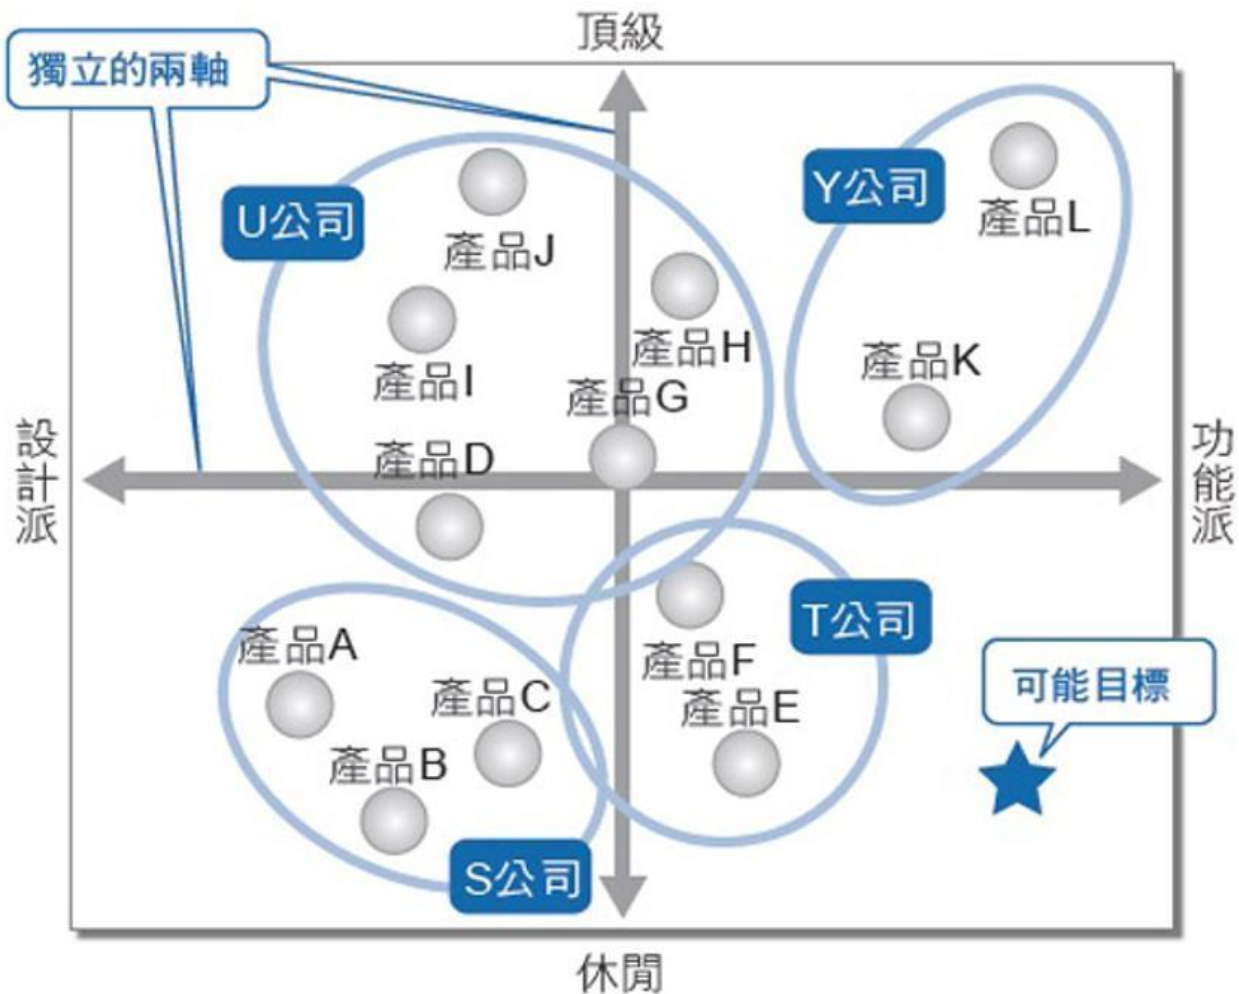 頂級
獨立的兩軸
Y公司
產品L
U公司
產品J
產品H
產品K
產品I
產品G
產品D
設計派
功能派
T公司
產品A
產品F
可能目標
產品C
產品E
產品B
S公司
休閒